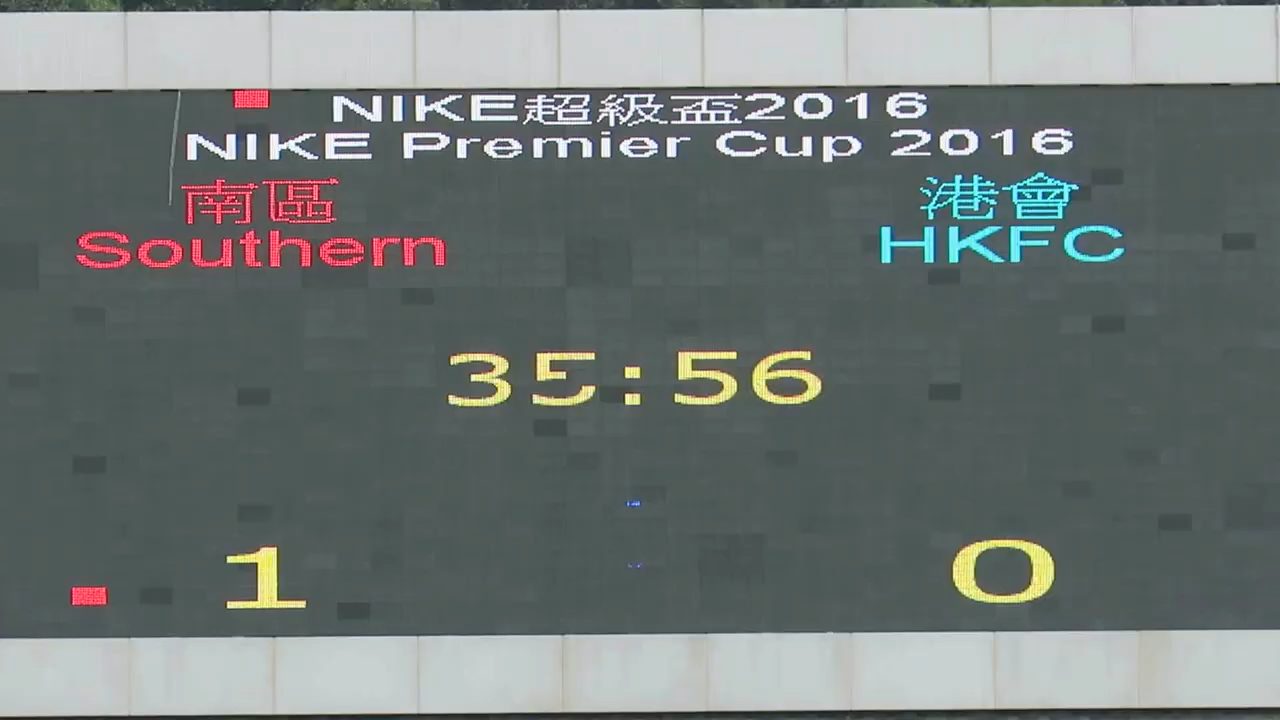 NIKE超級盃2016
NIKE Premier Cup 2016
南區 港會
Southern HKFC
35:56
1 0